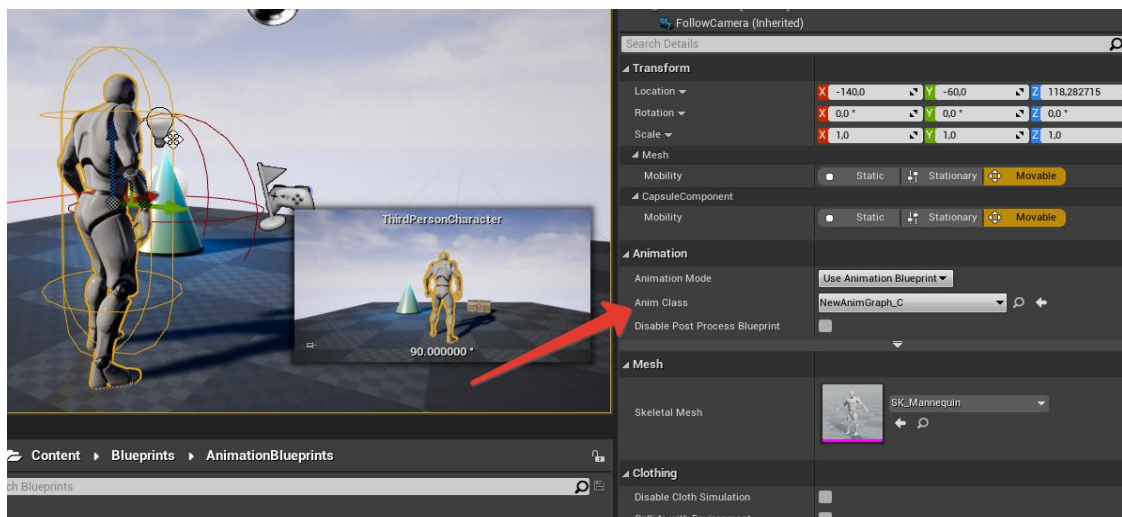 FollowCamera (Inherited)
Search Details
Transform
Location
X -140,0 Y -60,0 Z 118,282715
Rotation
X 0,0 ° Y 0,0 ° Z 0,0 °
Scale
X 1,0 Y 1,0 Z 1,0
Mesh
Mobility
Static Stationary Movable
CapsuleComponent
Mobility
Static Stationary Movable
Animation
Animation Mode
Use Animation Blueprint
Anim Class
NewAnimGraph_C
Disable Post Process Blueprint
Mesh
Skeletal Mesh
SK_Mannequin
Clothing
Disable Cloth Simulation
ThirdPersonCharacter
90.000000 °
Content Blueprints AnimationBlueprints
ch Blueprints